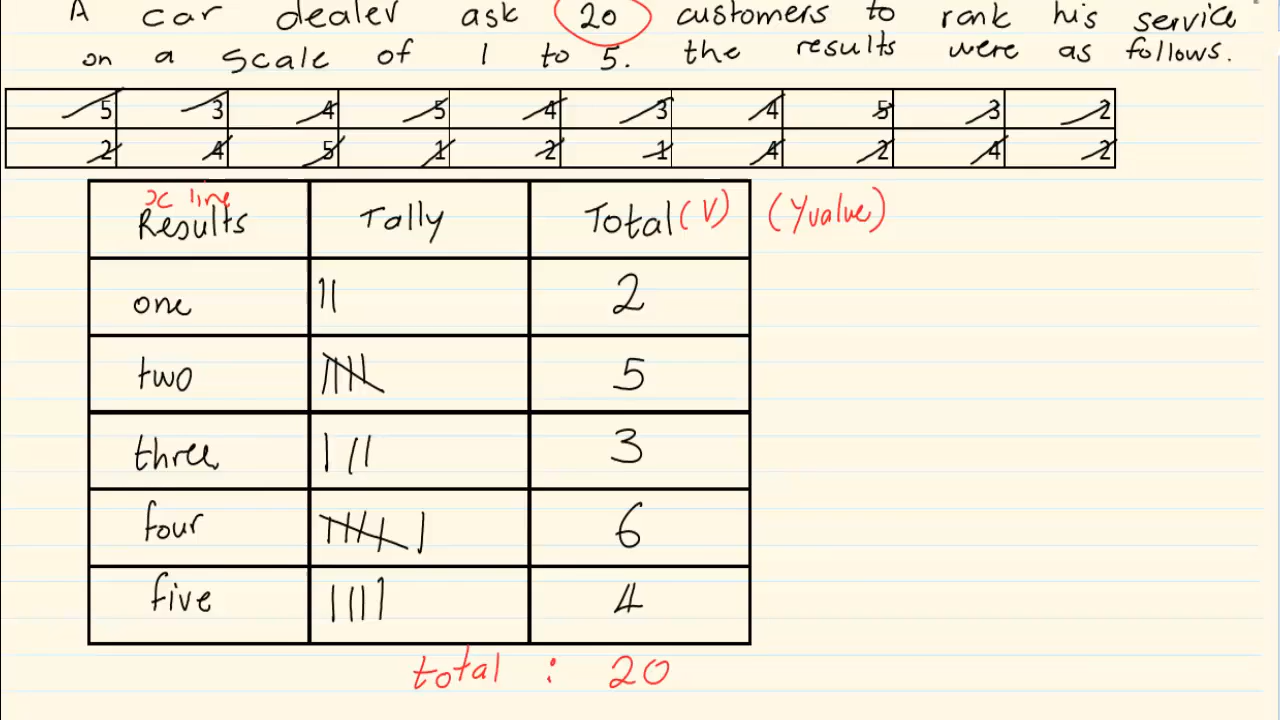 A car dealer ask 20 customers to rank his service
on a scale of 1 to 5. the results were as follows.
5 3 4 5 4 3 4 5 3 2
2 4 5 1 2 1 4 2 4 2
x line
Results Tally Total (V) (Y value)
one 2
two 5
three 3
four 6
five 4
total : 20